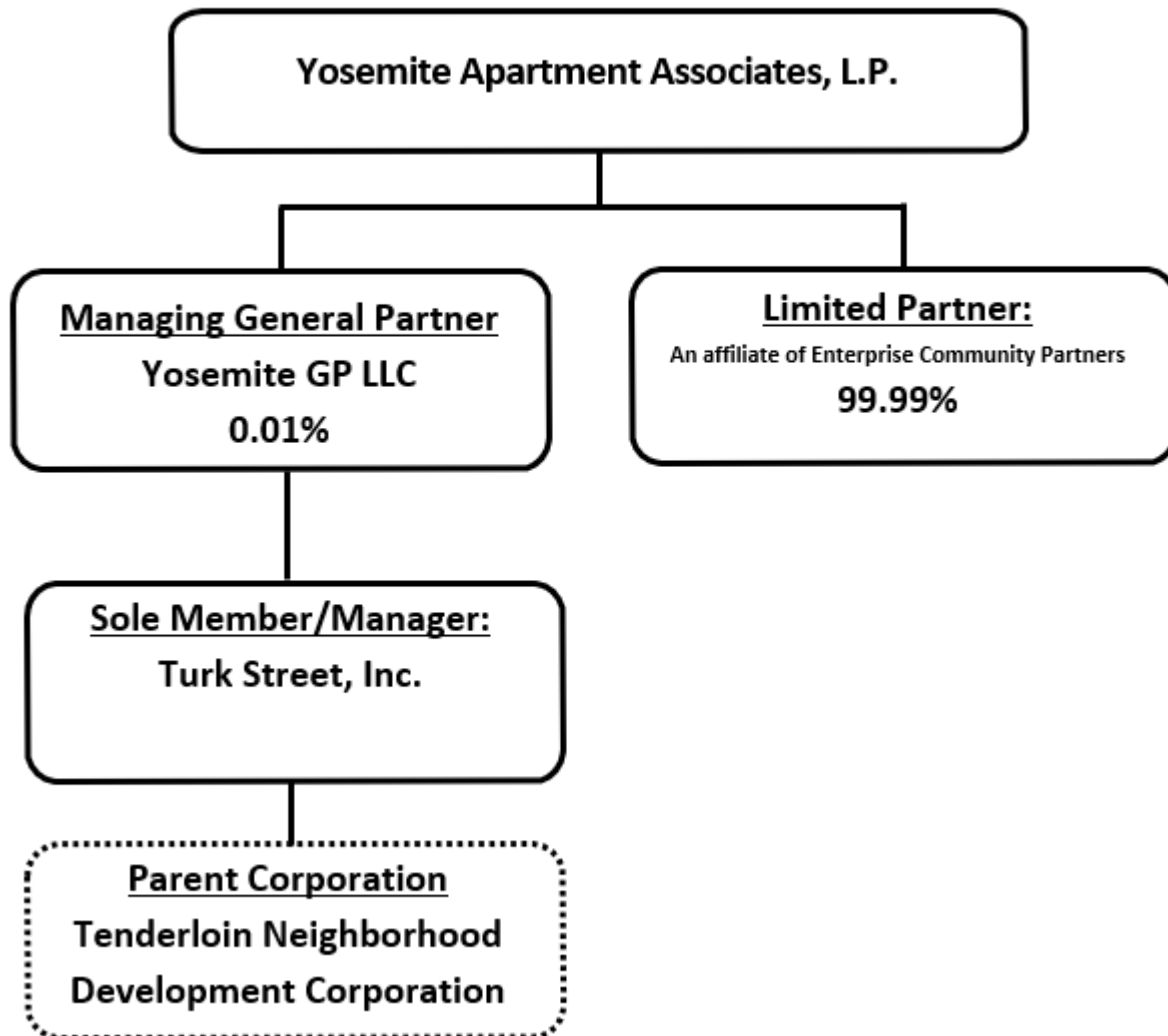 Yosemite Apartment Associates, L.P.
Managing General Partner
Yosemite GP LLC
0.01%
Limited Partner:
An affiliate of Enterprise Community Partners
99.99%
Sole Member/Manager:
Turk Street, Inc.
Parent Corporation
Tenderloin Neighborhood
Development Corporation